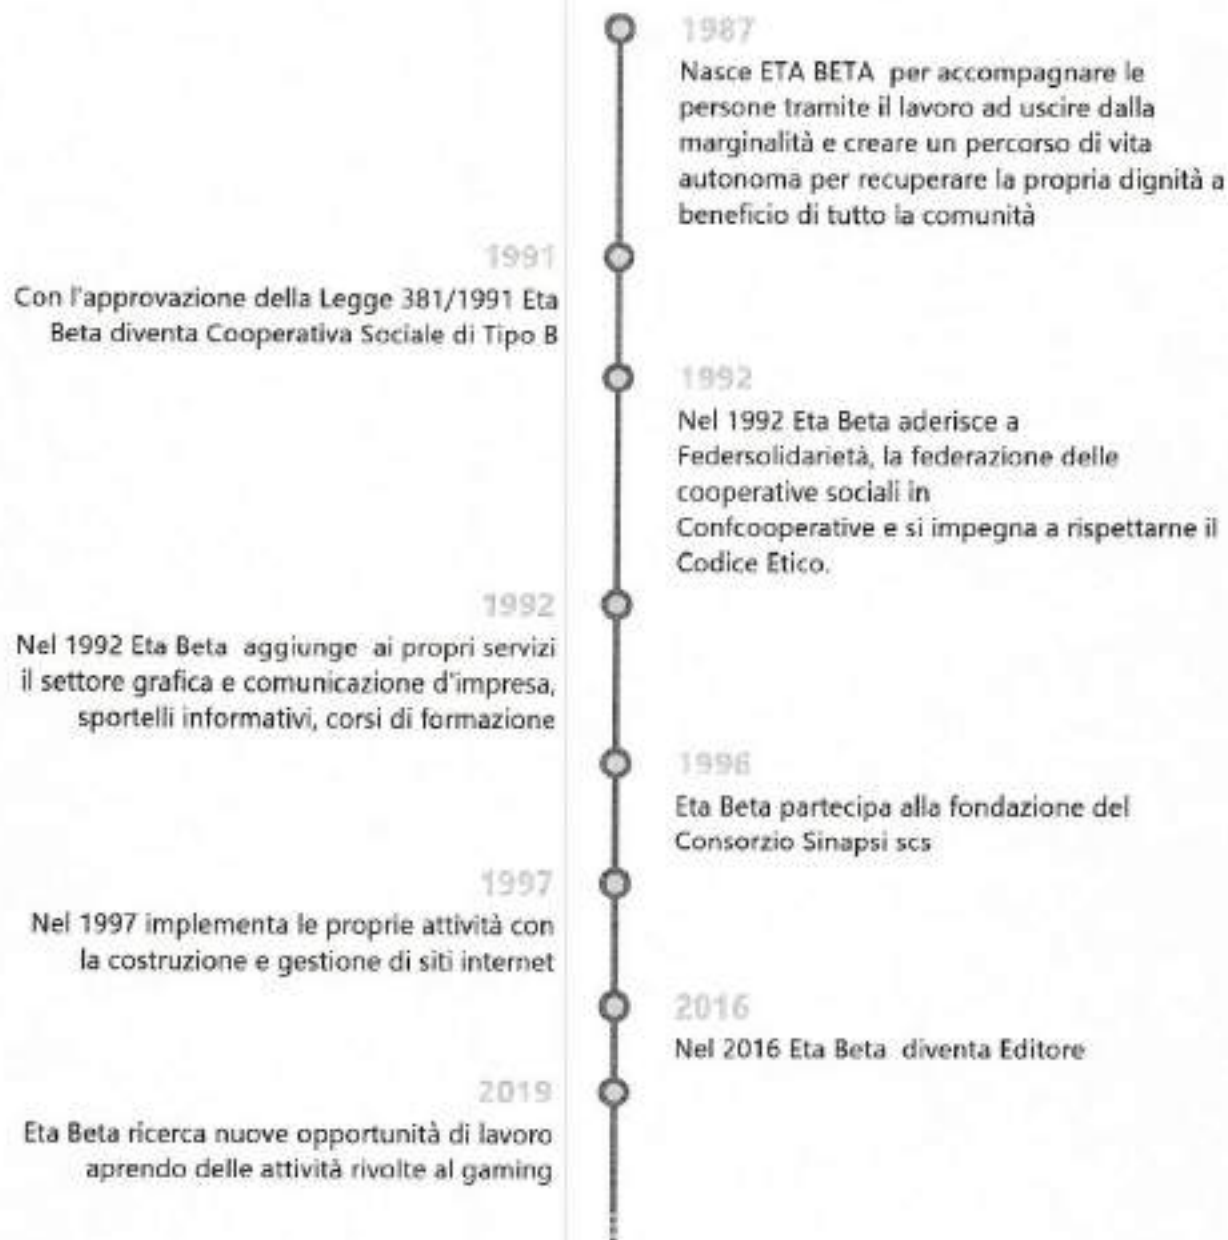 1987
Nasce ETA BETA per accompagnare le
persone tramite il lavoro ad uscire dalla
marginalità e creare un percorso di vita
autonoma per recuperare la propria dignità a
beneficio di tutto la comunità
1991
Con l'approvazione della Legge 381/1991 Eta
Beta diventa Cooperativa Sociale di Tipo B
1992
Nel 1992 Eta Beta aderisce a
Federsolidarietà, la federazione delle
cooperative sociali in
Confcooperative e si impegna a rispettarne il
Codice Etico.
1992
Nel 1992 Eta Beta aggiunge ai propri servizi
il settore grafica e comunicazione d'impresa,
sportelli informativi, corsi di formazione
1996
Eta Beta partecipa alla fondazione del
Consorzio Sinapsi scs
1997
Nel 1997 implementa le proprie attività con
la costruzione e gestione di siti internet
2016
Nel 2016 Eta Beta diventa Editore
2019
Eta Beta ricerca nuove opportunità di lavoro
aprendo delle attività rivolte al gaming